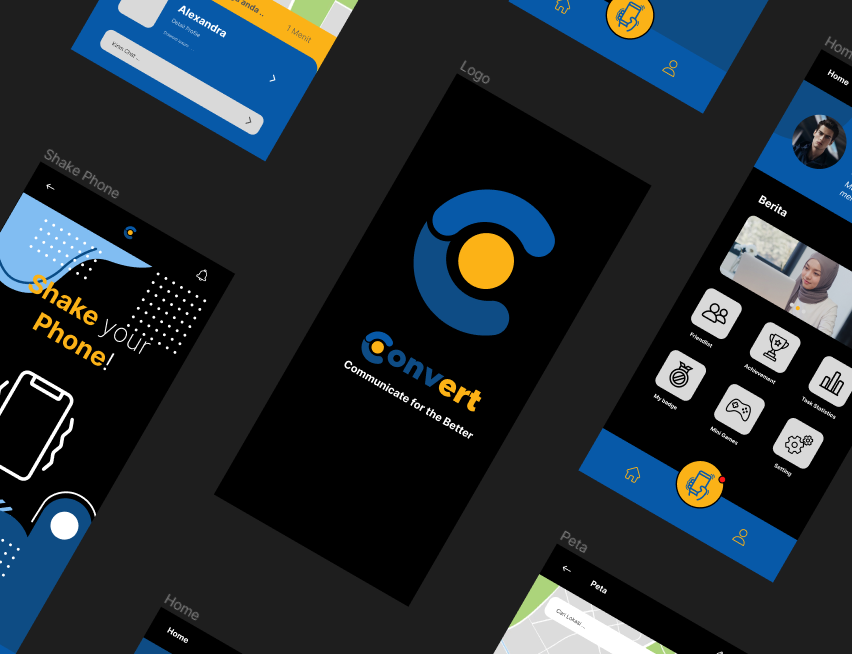 anda ..
1 Menit
Alexandra
Detail Profile
Kirim Chat ...
Logo
Home
Home
Berita
Friendlist
Achievement
Task Statistics
My badge
Mini Games
Setting
Shake Phone
Shake your
Phone!
Convert
Communicate for the Better
Home
Home
Peta
Peta
Cari Lokasi ...